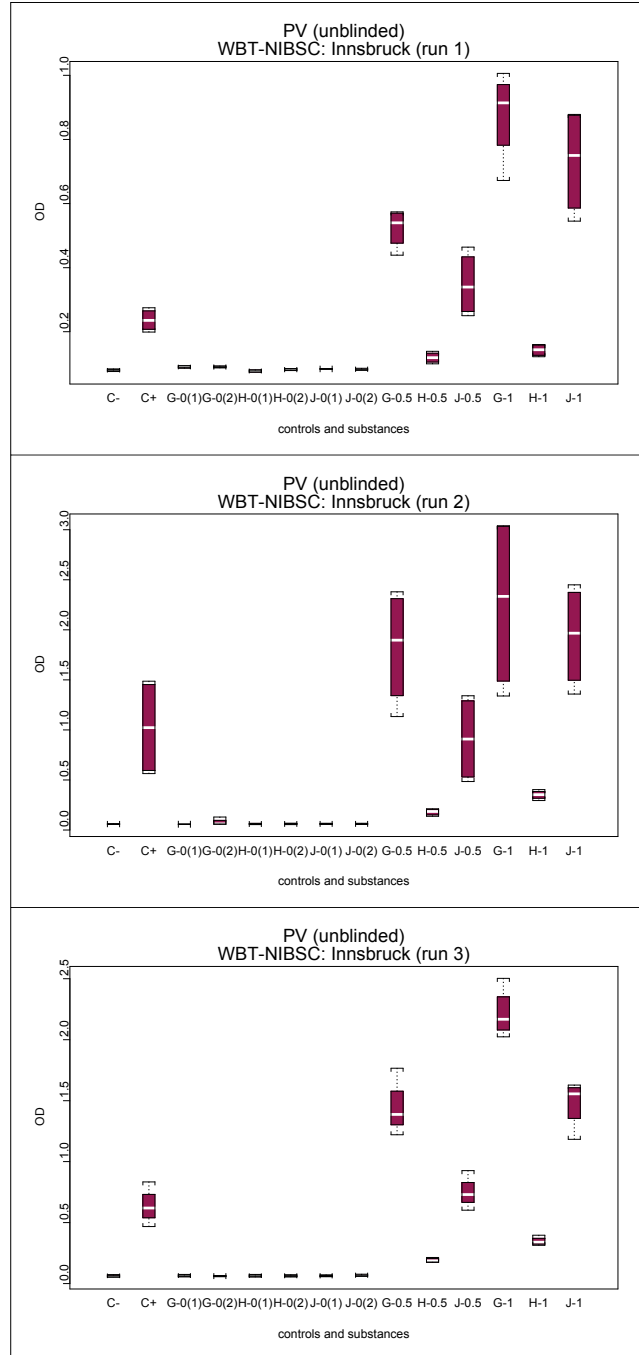 PV (unblinded)
WBT-NIBSC: Innsbruck (run 1)
1.0
0.8
0.6
0.4
0.2
OD
C- C+ G-0(1) G-0(2) H-0(1) H-0(2) J-0(1) J-0(2) G-0.5 H-0.5 J-0.5 G-1 H-1 J-1
controls and substances
PV (unblinded)
WBT-NIBSC: Innsbruck (run 2)
3.0
2.5
2.0
1.5
1.0
0.5
0.0
OD
C- C+ G-0(1) G-0(2) H-0(1) H-0(2) J-0(1) J-0(2) G-0.5 H-0.5 J-0.5 G-1 H-1 J-1
controls and substances
PV (unblinded)
WBT-NIBSC: Innsbruck (run 3)
2.5
2.0
1.5
1.0
0.5
0.0
OD
C- C+ G-0(1) G-0(2) H-0(1) H-0(2) J-0(1) J-0(2) G-0.5 H-0.5 J-0.5 G-1 H-1 J-1
controls and substances